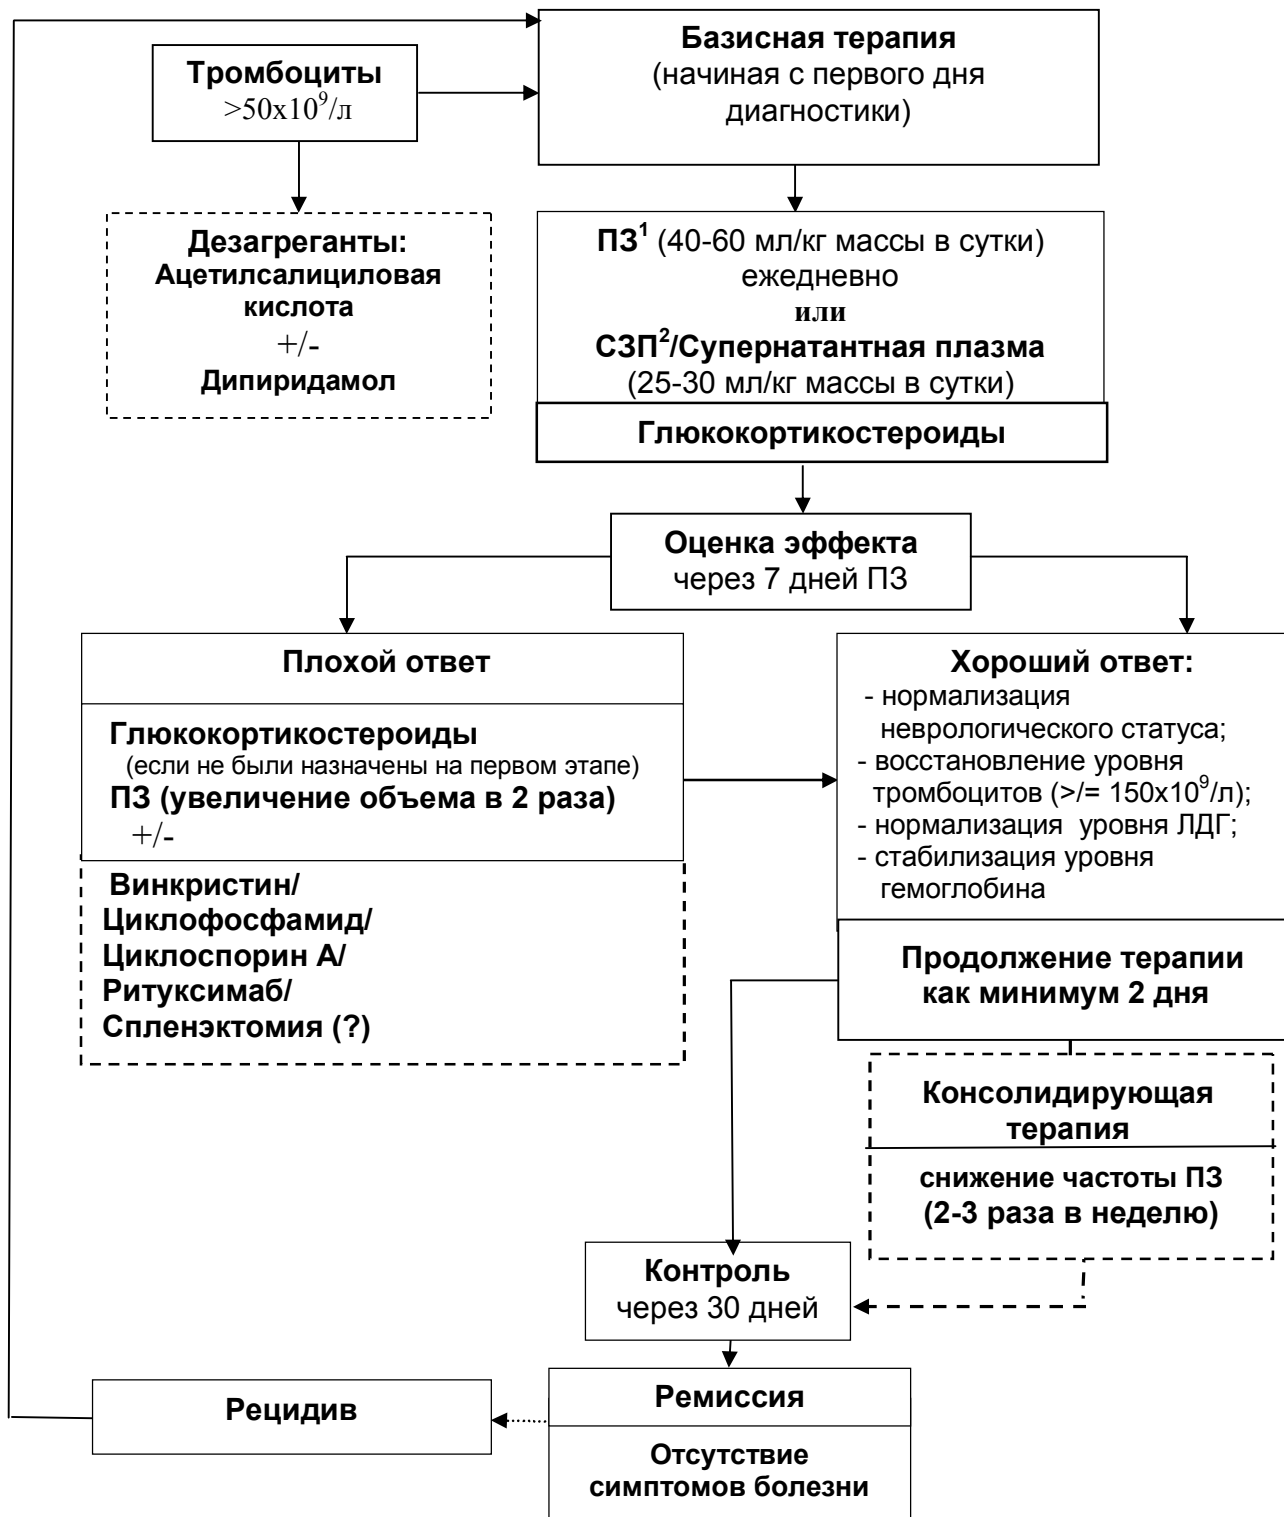 Базисная терапия
(начиная с первого дня
диагностики)
Тромбоциты
>50х10⁹/л
Дезагреганты:
Ацетилсалициловая
кислота
+/-
Дипиридамол
ПЗ¹ (40-60 мл/кг массы в сутки)
ежедневно
или
СЗП²/Супернатантная плазма
(25-30 мл/кг массы в сутки)
Глюкокортикостероиды
Оценка эффекта
через 7 дней ПЗ
Плохой ответ
Глюкокортикостероиды
(если не были назначены на первом этапе)
ПЗ (увеличение объема в 2 раза)
+/-
Винкристин/
Циклофосфамид/
Циклоспорин А/
Ритуксимаб/
Спленэктомия (?)
Хороший ответ:
- нормализация
неврологического статуса;
- восстановление уровня
тромбоцитов (>/= 150х10⁹/л);
- нормализация уровня ЛДГ;
- стабилизация уровня
гемоглобина
Продолжение терапии
как минимум 2 дня
Консолидирующая
терапия
снижение частоты ПЗ
(2-3 раза в неделю)
Контроль
через 30 дней
Рецидив
Ремиссия
Отсутствие
симптомов болезни